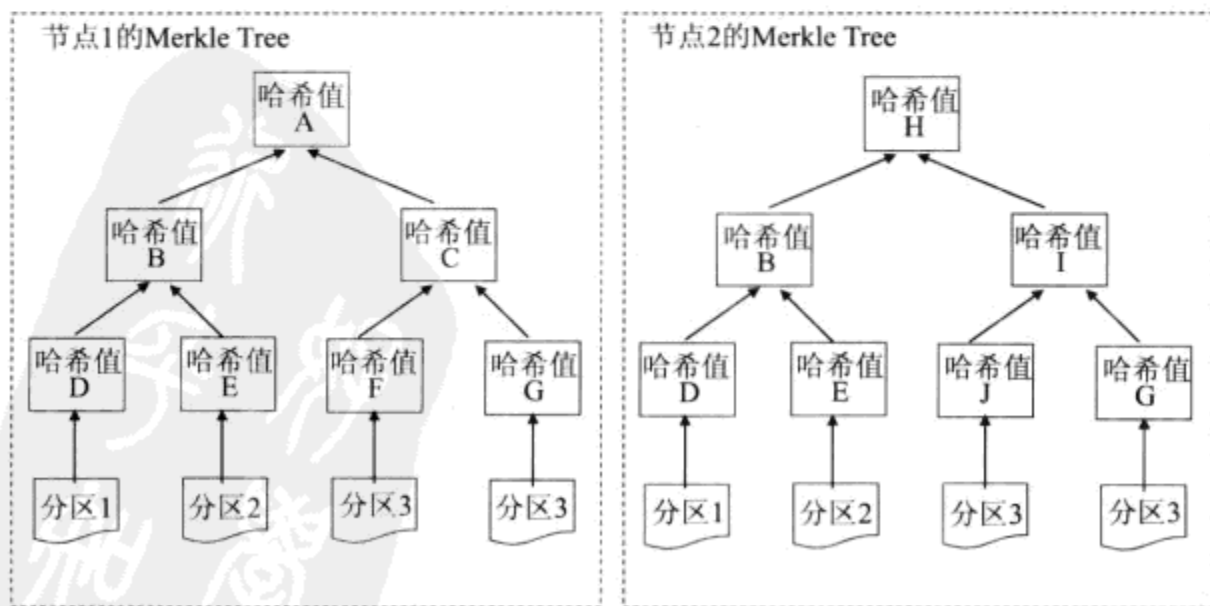 节点1的Merkle Tree
哈希值
A
哈希值
B
哈希值
C
哈希值
D
哈希值
E
哈希值
F
哈希值
G
分区1
分区2
分区3
分区3
节点2的Merkle Tree
哈希值
H
哈希值
B
哈希值
I
哈希值
D
哈希值
E
哈希值
J
哈希值
G
分区1
分区2
分区3
分区3